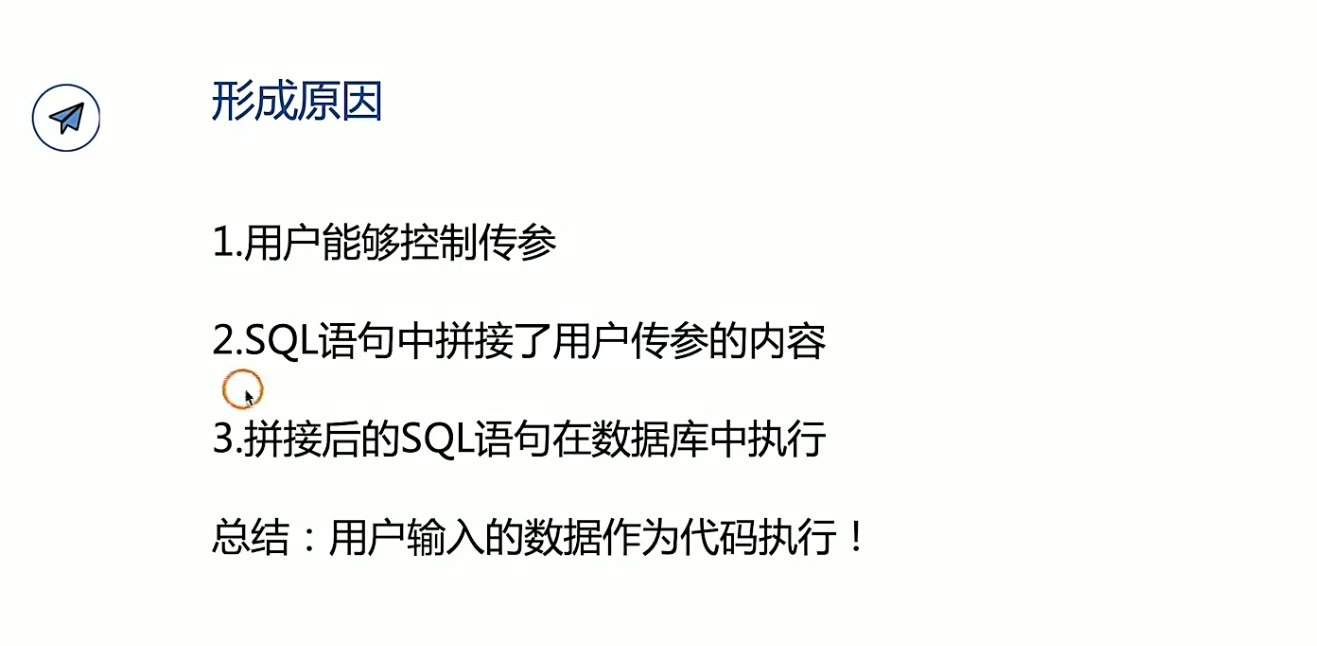 形成原因
1.用户能够控制传参
2.SQL语句中拼接了用户传参的内容
3.拼接后的SQL语句在数据库中执行
总结：用户输入的数据作为代码执行！